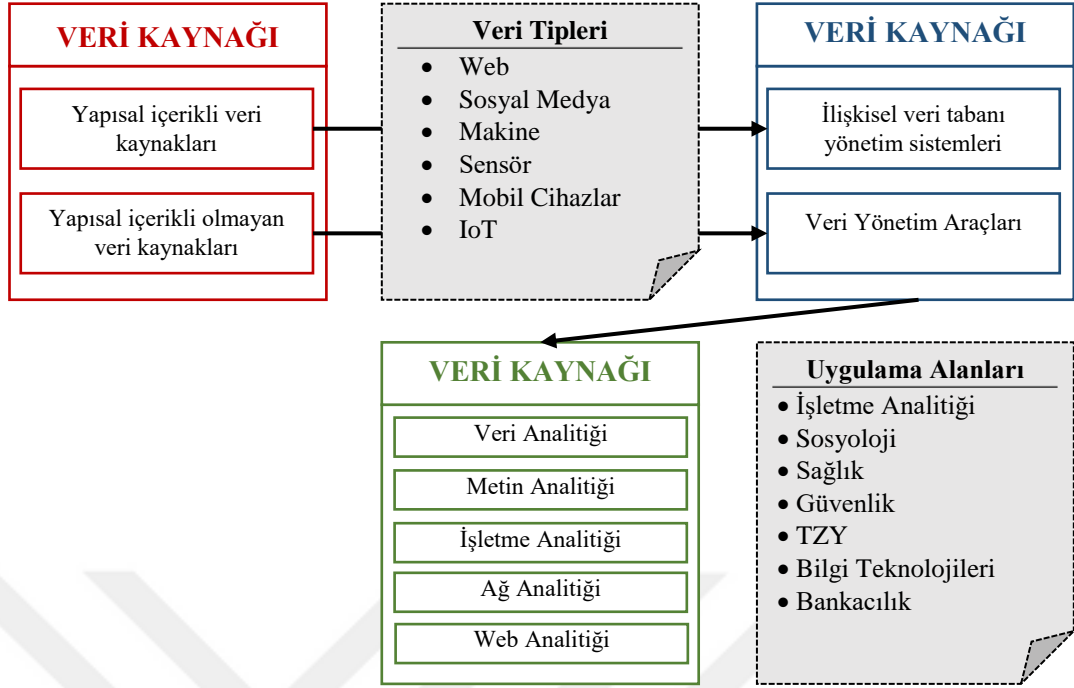 VERİ KAYNAĞI
Yapısal içerikli veri
kaynakları
Yapısal içerikli olmayan
veri kaynakları
Veri Tipleri
• Web
• Sosyal Medya
• Makine
• Sensör
• Mobil Cihazlar
• IoT
VERİ KAYNAĞI
İlişkisel veri tabanı
yönetim sistemleri
Veri Yönetim Araçları
VERİ KAYNAĞI
Veri Analitiği
Metin Analitiği
İşletme Analitiği
Ağ Analitiği
Web Analitiği
Uygulama Alanları
• İşletme Analitiği
• Sosyoloji
• Sağlık
• Güvenlik
• TZY
• Bilgi Teknolojileri
• Bankacılık